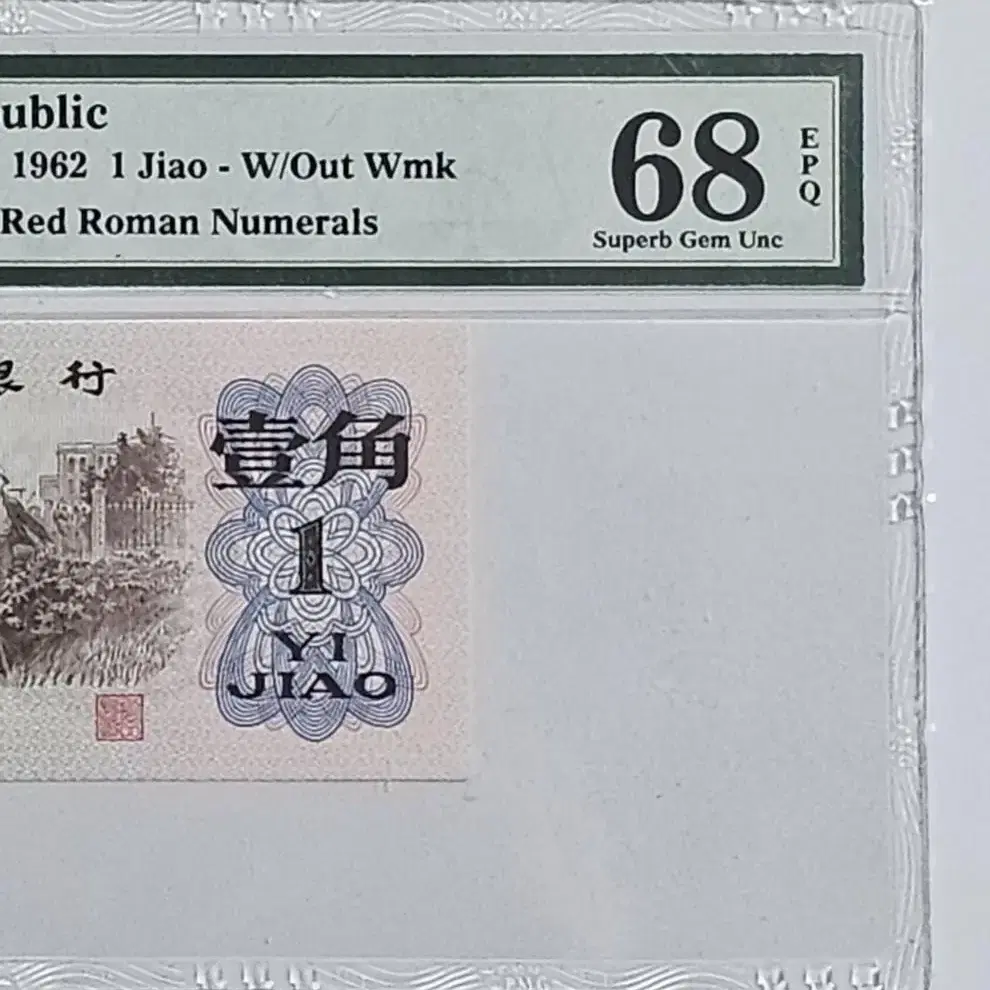 ublic
1962 1 Jiao - W/Out Wmk
Red Roman Numerals
68
EPQ
Superb Gem Unc
银 行
壹角
1
YI
JIAO